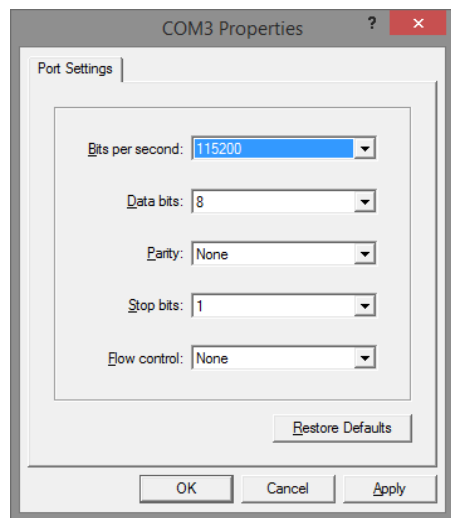 COM3 Properties ?
Port Settings
Bits per second: 115200
Data bits: 8
Parity: None
Stop bits: 1
Flow control: None
Restore Defaults
OK Cancel Apply